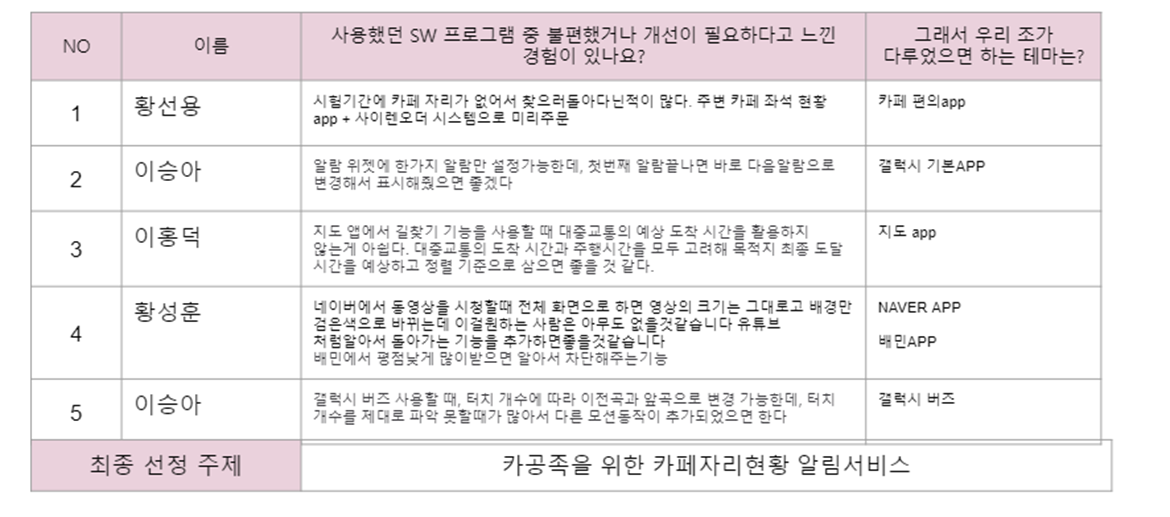 NO
이름
사용했던 SW 프로그램 중 불편했거나 개선이 필요하다고 느낀
경험이 있나요?
그래서 우리 조가
다루었으면 하는 테마는?
1
황선용
시험기간에 카페 자리가 없어서 찾으러돌아다닌적이 많다. 주변 카페 좌석 현황
app + 사이렌오더 시스템으로 미리주문
카페 편의app
2
이승아
알람 위젯에 한가지 알람만 설정가능한데, 첫번째 알람끝나면 바로 다음알람으로
변경해서 표시해줬으면 좋겠다
갤럭시 기본APP
3
이홍덕
지도 앱에서 길찾기 기능을 사용할 때 대중교통의 예상 도착 시간을 활용하지
않는게 아쉽다. 대중교통의 도착 시간과 주행시간을 모두 고려해 목적지 최종 도달
시간을 예상하고 정렬 기준으로 삼으면 좋을 것 같다.
지도 app
4
황성훈
네이버에서 동영상을 시청할때 전체 화면으로 하면 영상의 크기는 그대로고 배경만
검은색으로 바뀌는데 이걸원하는 사람은 아무도 없을것같습니다 유튜브
처럼알아서 돌아가는 기능을 추가하면좋을것같습니다
배민에서 평점낮게 많이받으면 알아서 차단해주는기능
NAVER APP
배민APP
5
이승아
갤럭시 버즈 사용할 때, 터치 개수에 따라 이전곡과 앞곡으로 변경 가능한데, 터치
개수를 제대로 파악 못할때가 많아서 다른 모션동작이 추가되었으면 한다
갤럭시 버즈
최종 선정 주제
카공족을 위한 카페자리현황 알림서비스